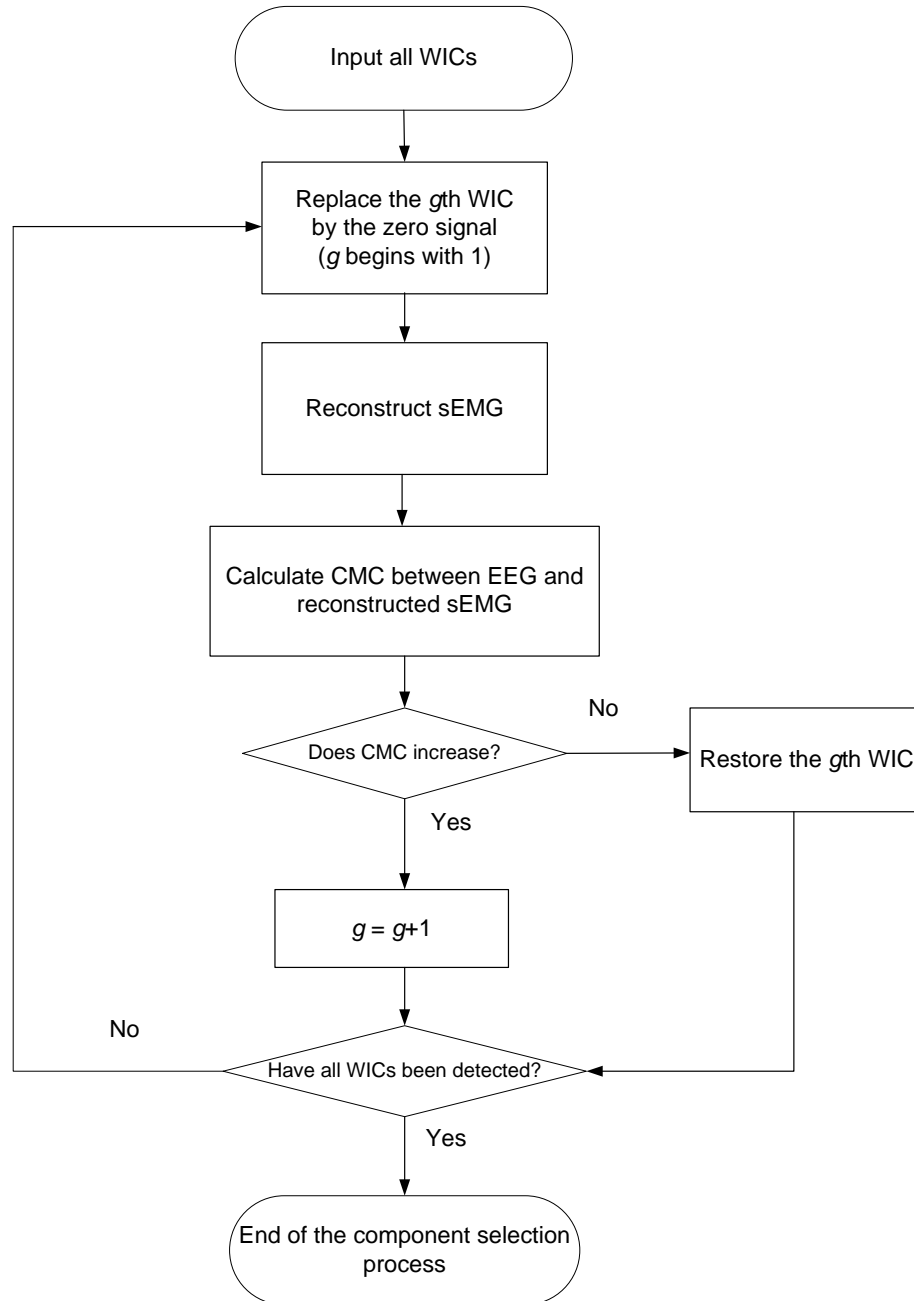 Input all WICs
Replace the gth WIC
by the zero signal
(g begins with 1)
Reconstruct sEMG
Calculate CMC between EEG and
reconstructed sEMG
No
Does CMC increase?
Restore the gth WIC
Yes
g = g+1
No
Have all WICs been detected?
Yes
End of the component selection
process